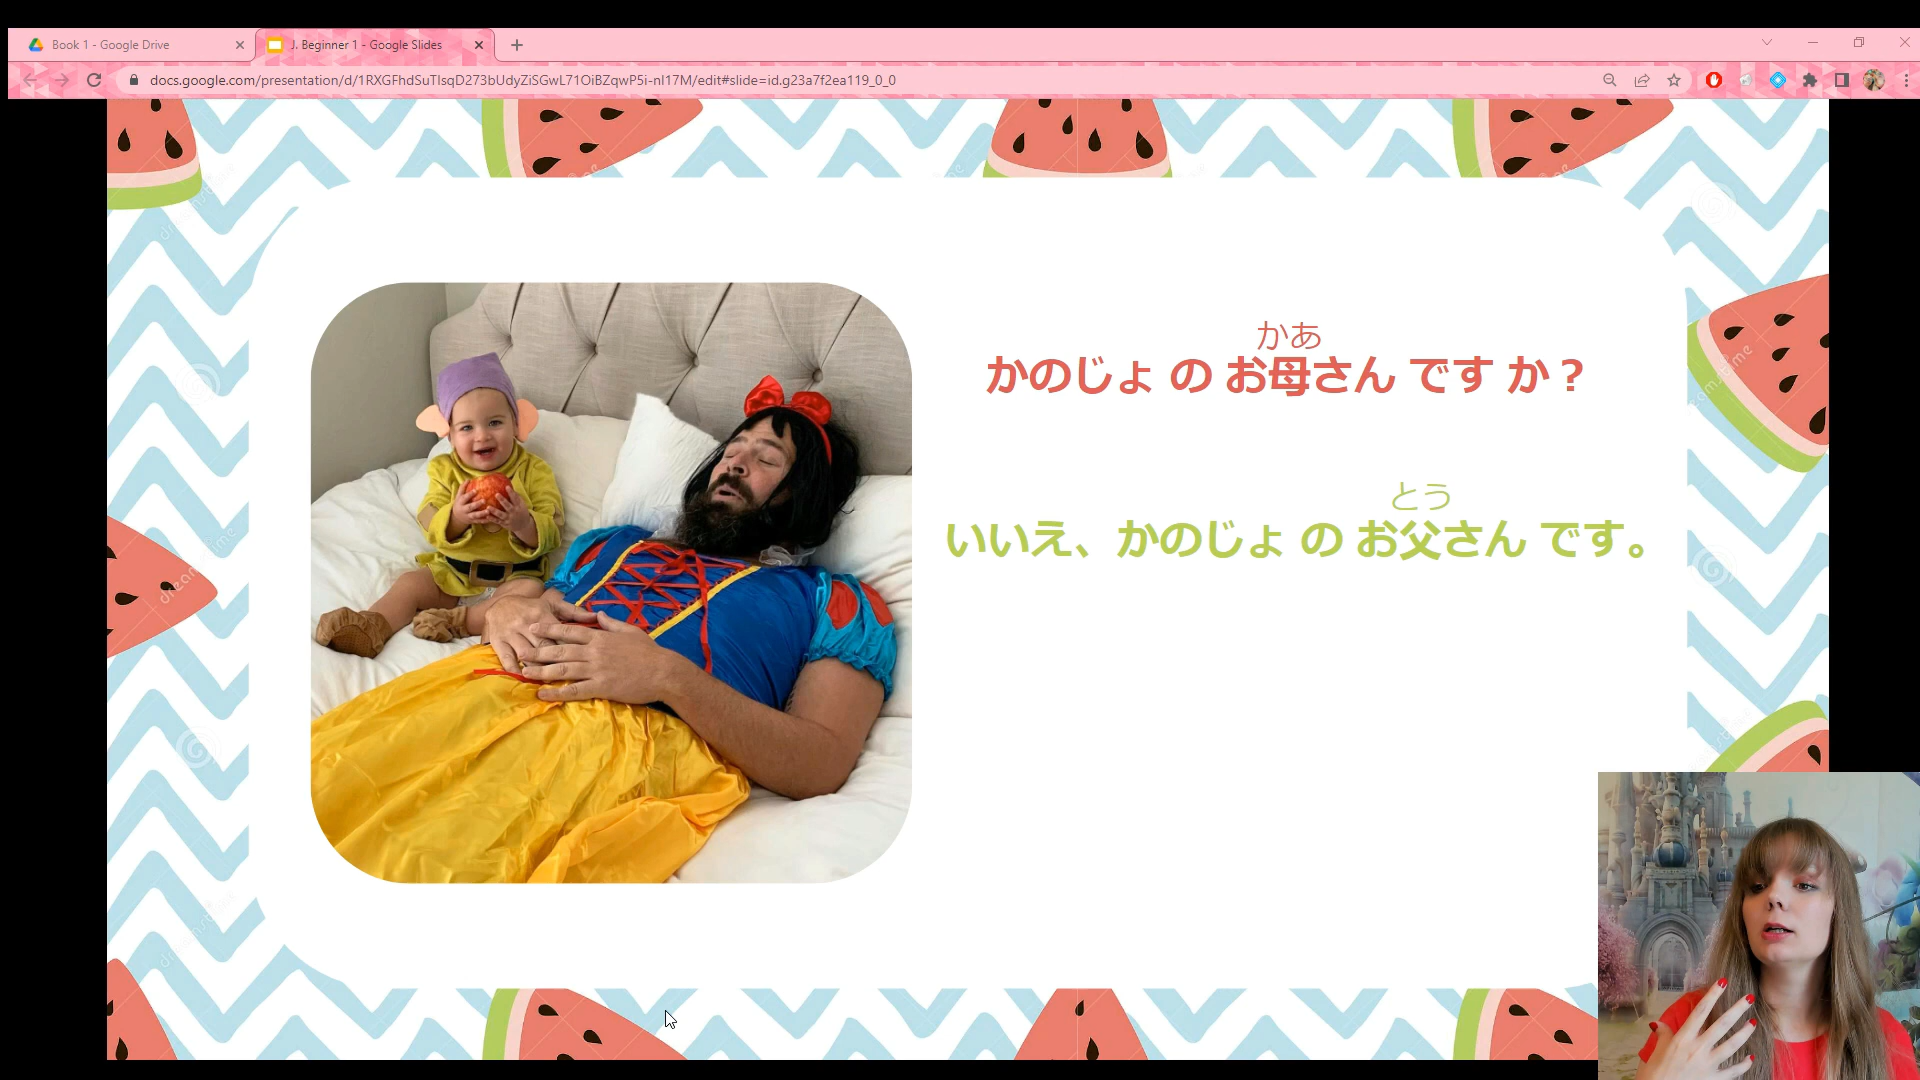 Book 1 - Google Drive
J. Beginner 1 - Google Slides
docs.google.com/presentation/d/1RXGFhdSuTlsqD273bUdyZiSGwL71OiBZqwP5i-nl17M/edit#slide=id.g23a7f2ea119_0_0
かあ
かのじょ の お母さん です か？
とう
いいえ、かのじょ の お父さん です。